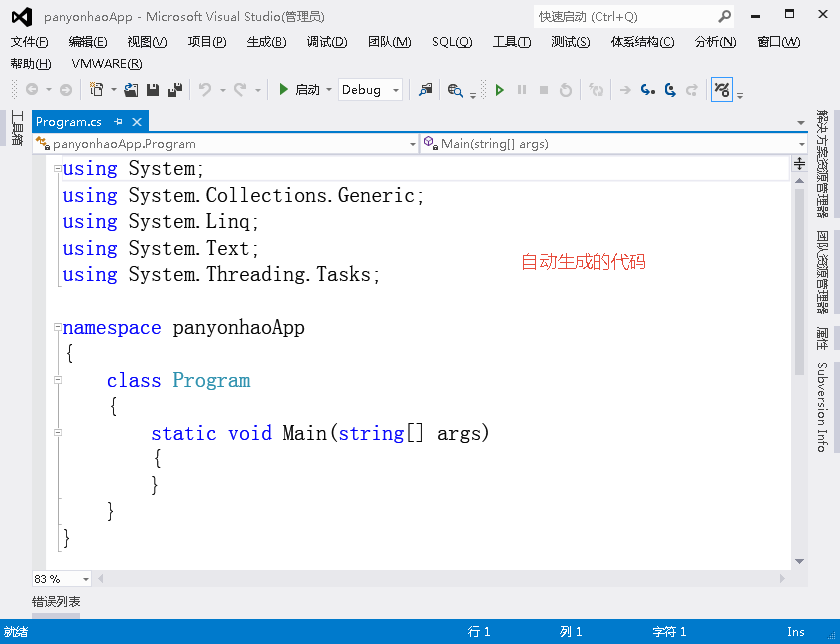 panyonhaoApp - Microsoft Visual Studio(管理员)
快速启动 (Ctrl+Q)
文件(F) 编辑(E) 视图(V) 项目(P) 生成(B) 调试(D) 团队(M) SQL(Q) 工具(T) 测试(S) 体系结构(C) 分析(N) 窗口(W)
帮助(H) VMWARE(R)
启动 Debug
工具箱
Program.cs
panyonhaoApp.Program
Main(string[] args)
using System;
using System.Collections.Generic;
using System.Linq;
using System.Text;
using System.Threading.Tasks;
自动生成的代码
namespace panyonhaoApp
{
class Program
{
static void Main(string[] args)
{
}
}
}
解决方案资源管理器
团队资源管理器
属性
Subversion Info
83 %
错误列表
就绪
行 1
列 1
字符 1
Ins